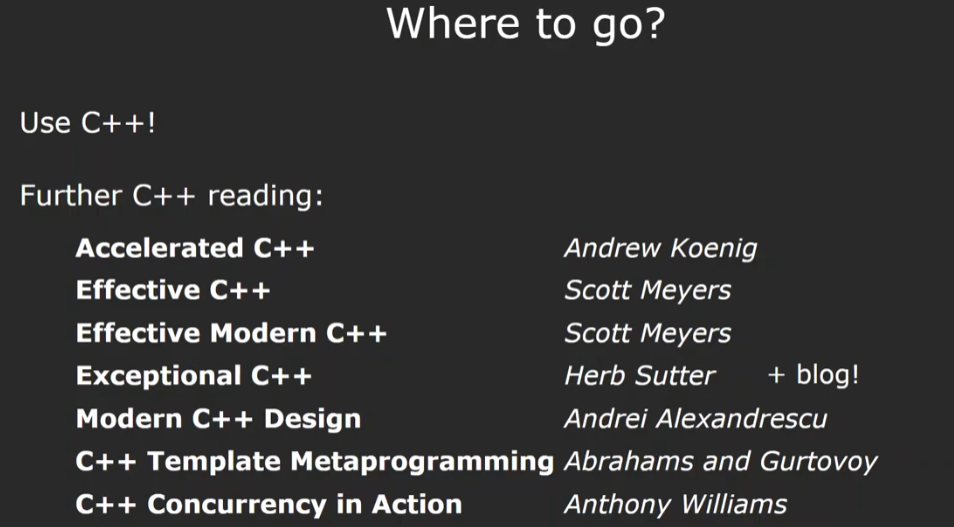 Where to go?
Use C++!
Further C++ reading:
Accelerated C++ Andrew Koenig
Effective C++ Scott Meyers
Effective Modern C++ Scott Meyers
Exceptional C++ Herb Sutter + blog!
Modern C++ Design Andrei Alexandrescu
C++ Template Metaprogramming Abrahams and Gurtovoy
C++ Concurrency in Action Anthony Williams